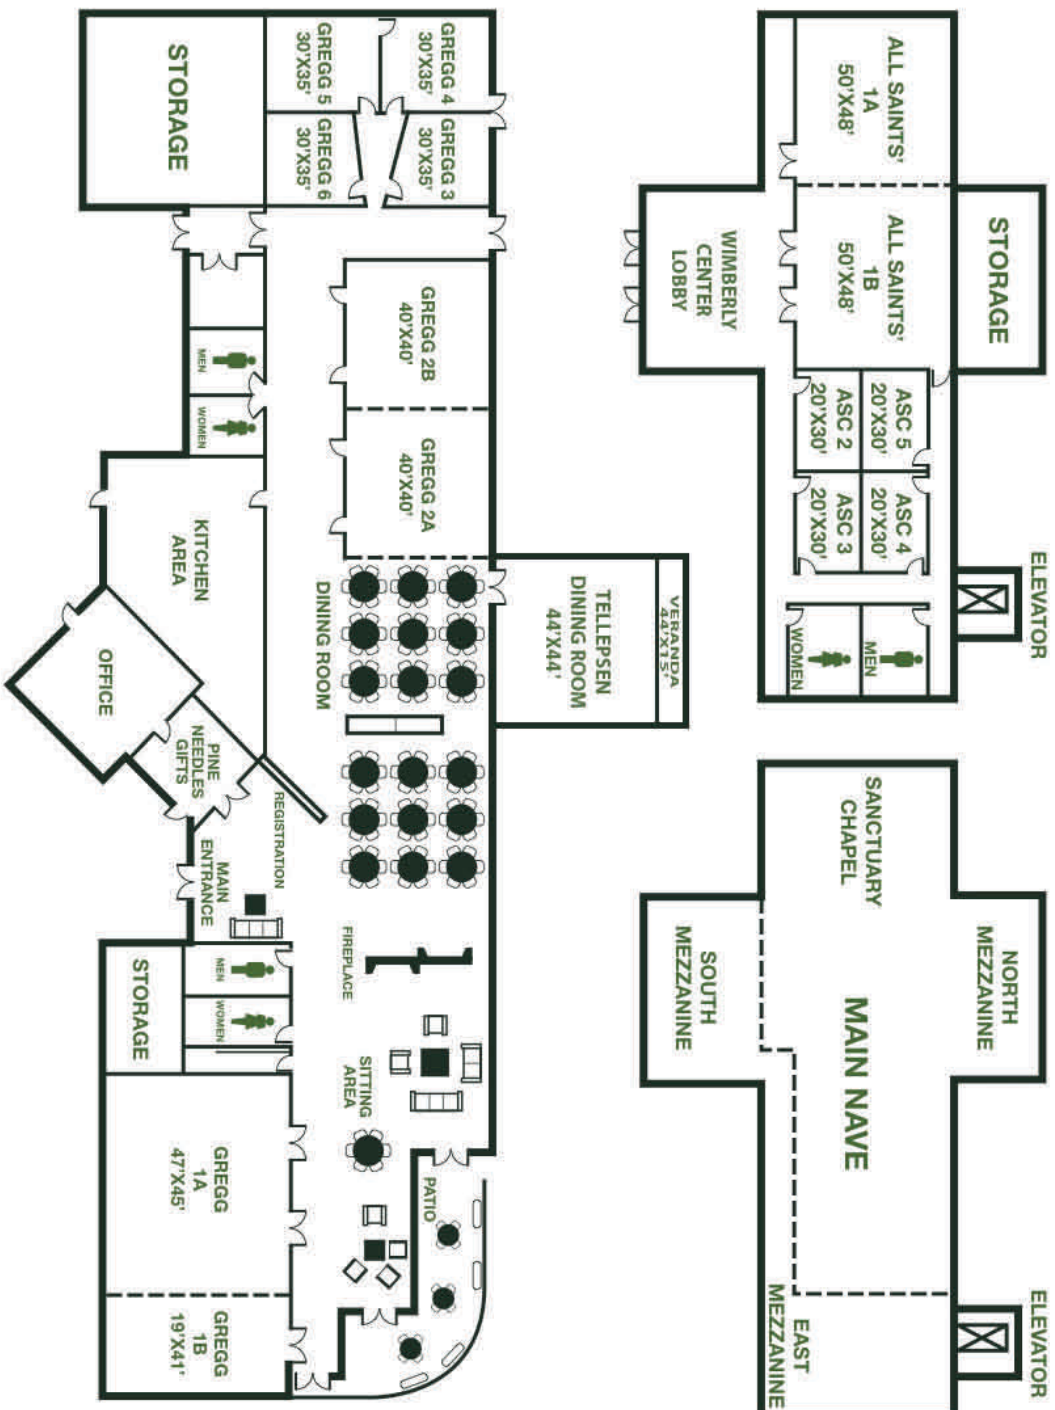 ALL SAINTS'
1A
50'X48'
ALL SAINTS'
1B
50'X48'
STORAGE
WIMBERLY
CENTER
LOBBY
ASC 5
20'X30'
ASC 2
20'X30'
ASC 4
20'X30'
ASC 3
20'X30'
ELEVATOR
MEN
WOMEN
SANCTUARY
CHAPEL
NORTH
MEZZANINE
MAIN NAVE
SOUTH
MEZZANINE
EAST
MEZZANINE
ELEVATOR
STORAGE
GREGG 4
30'X35'
GREGG 5
30'X35'
GREGG 3
30'X35'
GREGG 6
30'X35'
GREGG 2B
40'X40'
GREGG 2A
40'X40'
MEN
WOMEN
KITCHEN
AREA
DINING ROOM
VERANDA
44'X15'
TELLEPSEN
DINING ROOM
44'X44'
OFFICE
PINE
NEEDLES
GIFTS
REGISTRATION
MAIN
ENTRANCE
FIREPLACE
MEN
WOMEN
STORAGE
SITTING
AREA
PATIO
GREGG
1A
47'X45'
GREGG
1B
19'X41'